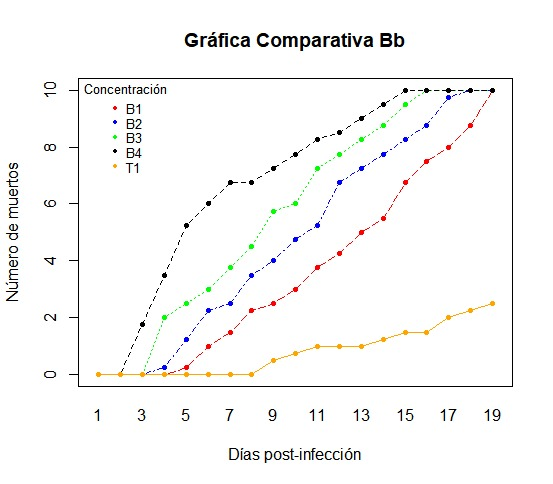 Gráfica Comparativa Bb
Concentración
B1
B2
B3
B4
T1
Número de muertos
10
8
6
4
2
0
1 3 5 7 9 11 13 15 17 19
Días post-infección